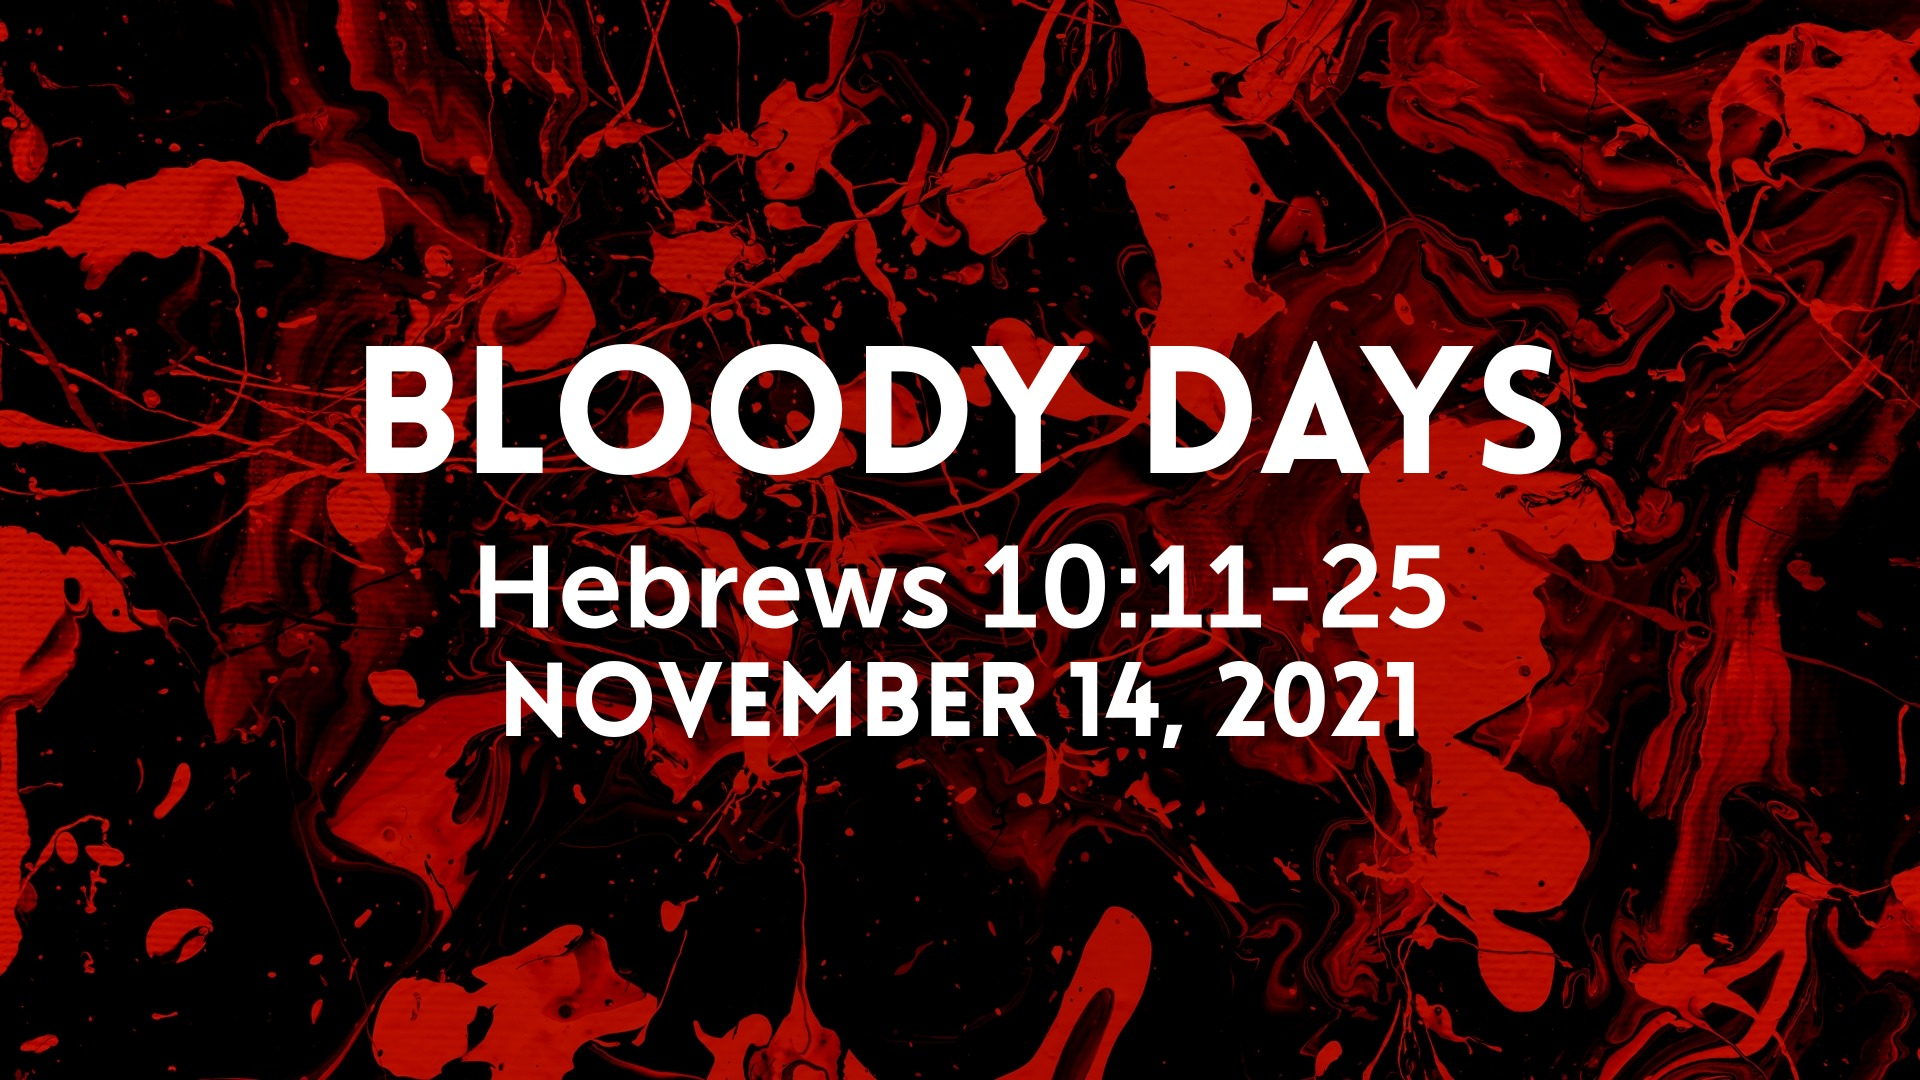 BLOODY DAYS
Hebrews 10:11-25
NOVEMBER 14, 2021